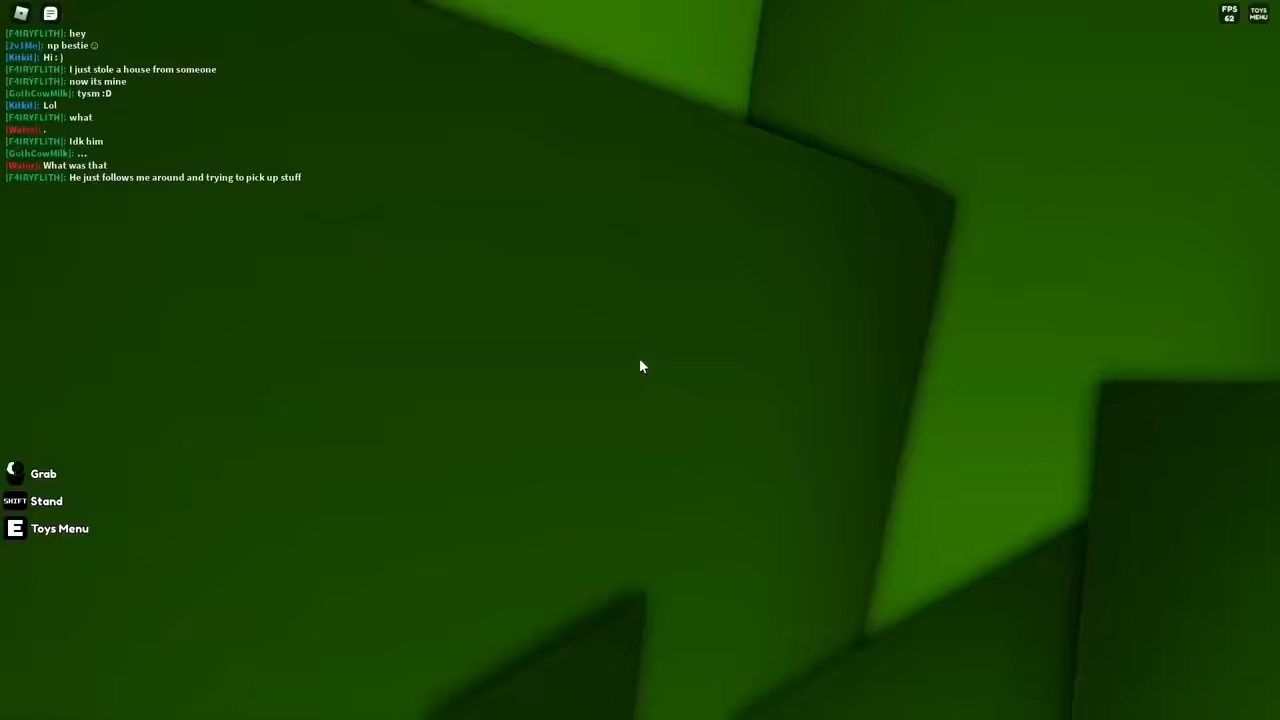 FPS
62
TOYS
MENU
[F4IRYFLITH]: hey
[2v1Me]: np bestie☺
[Kitkit]: Hi : )
[F4IRYFLITH]: I just stole a house from someone
[F4IRYFLITH]: now its mine
[GothCowMilk]: tysm :D
[Kitkit]: Lol
[F4IRYFLITH]: what
[Water]: .
[F4IRYFLITH]: Idk him
[GothCowMilk]: ...
[Water]: What was that
[F4IRYFLITH]: He just follows me around and trying to pick up stuff
Grab
SHIFT Stand
E Toys Menu